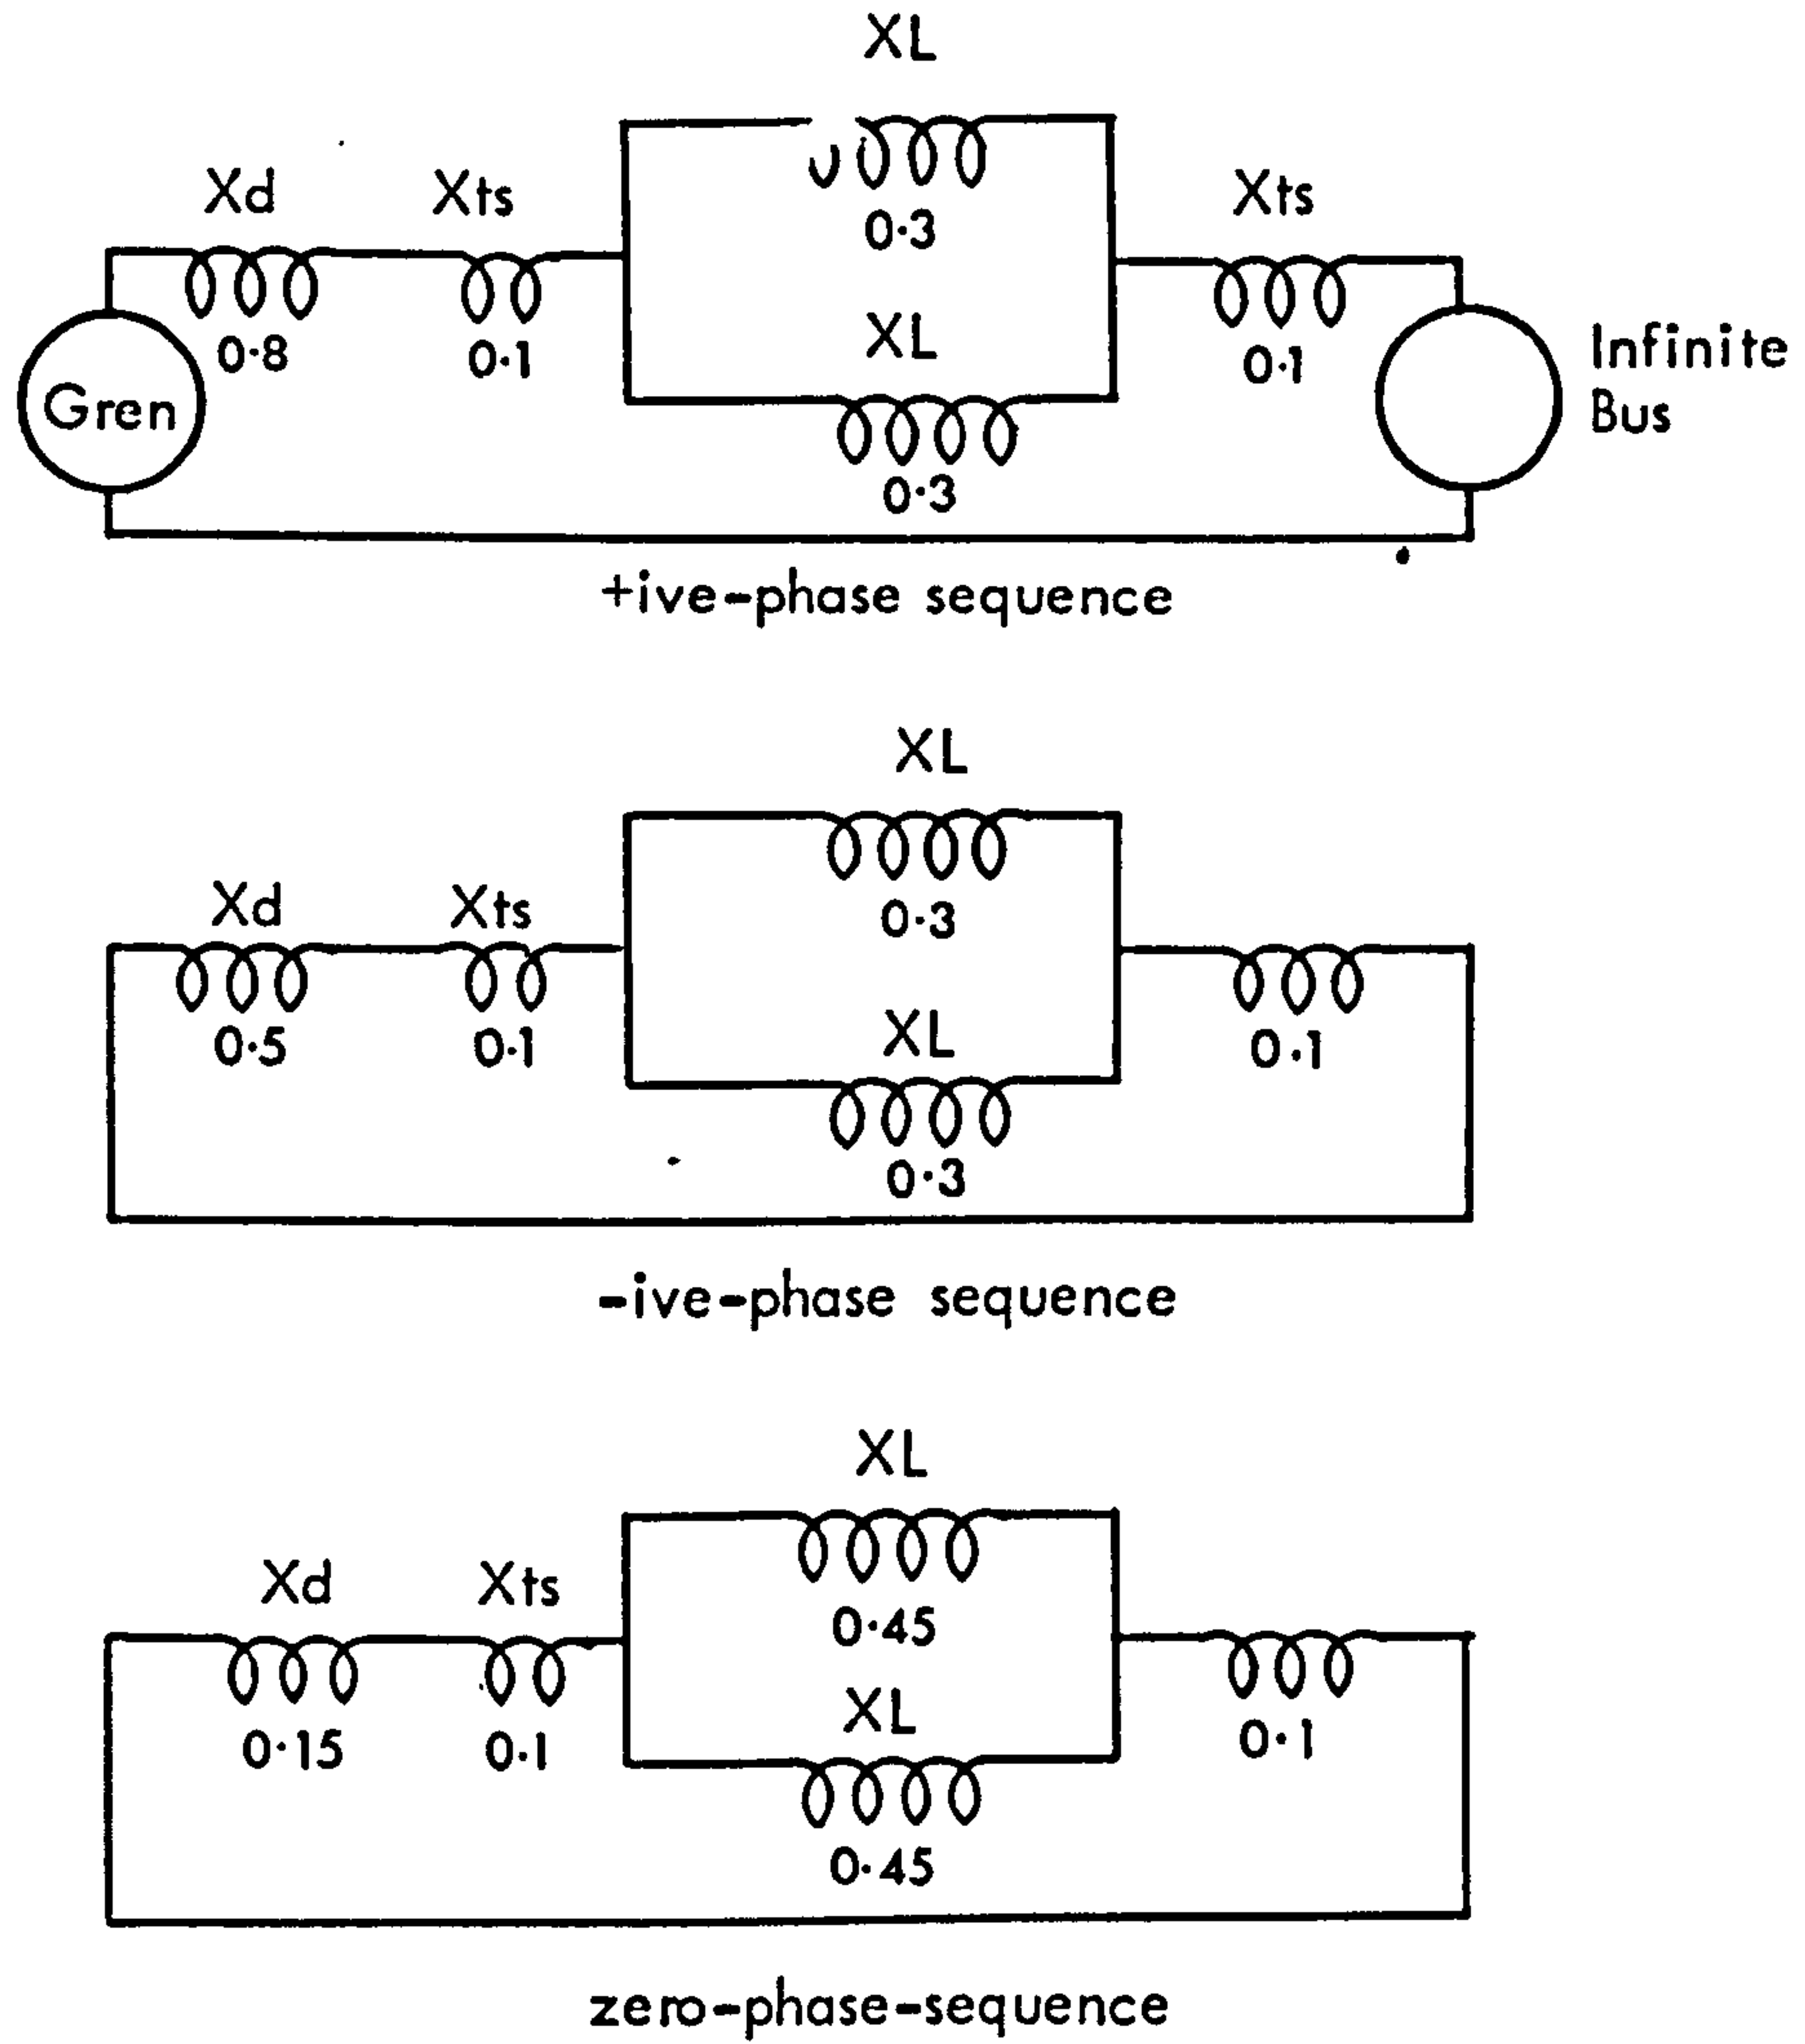 XL
Xd
Xts
Xts
0·3
XL
0·8
0·1
0·1
Infinite
Bus
Gren
0·3
+ive-phase sequence
XL
Xd
Xts
0·3
XL
0·5
0·1
0·1
0·3
-ive-phase sequence
XL
Xd
Xts
0·45
XL
0·15
0·1
0·1
0·45
zero-phase-sequence